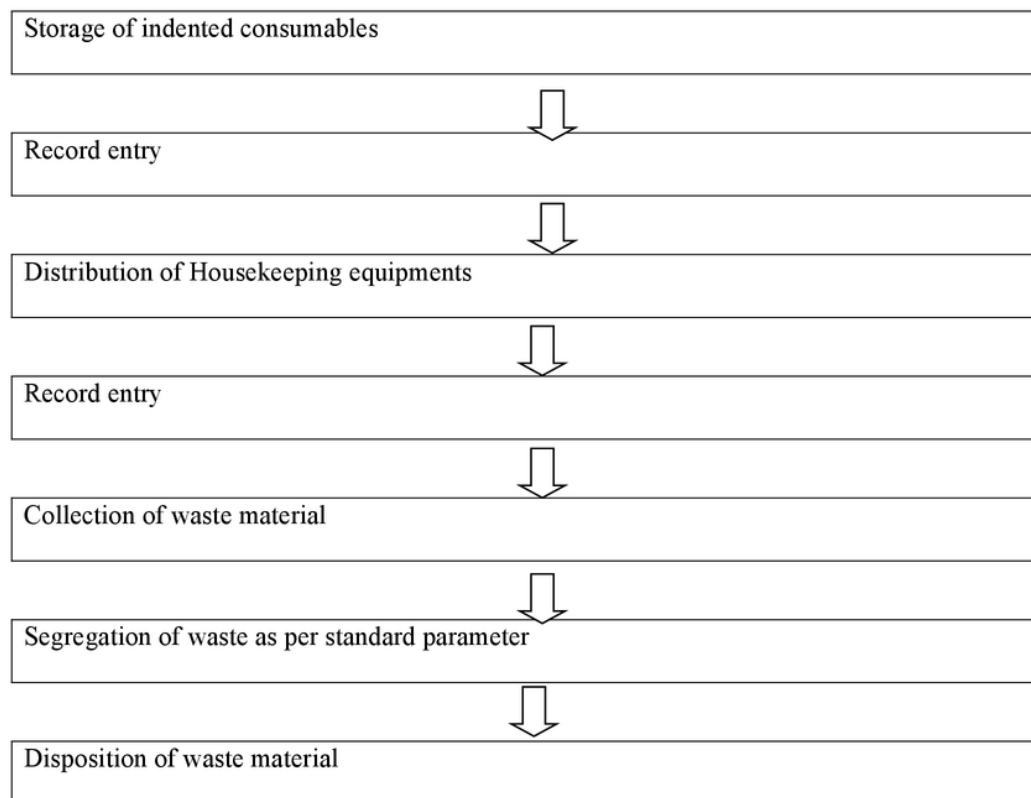 Storage of indented consumables
Record entry
Distribution of Housekeeping equipments
Record entry
Collection of waste material
Segregation of waste as per standard parameter
Disposition of waste material